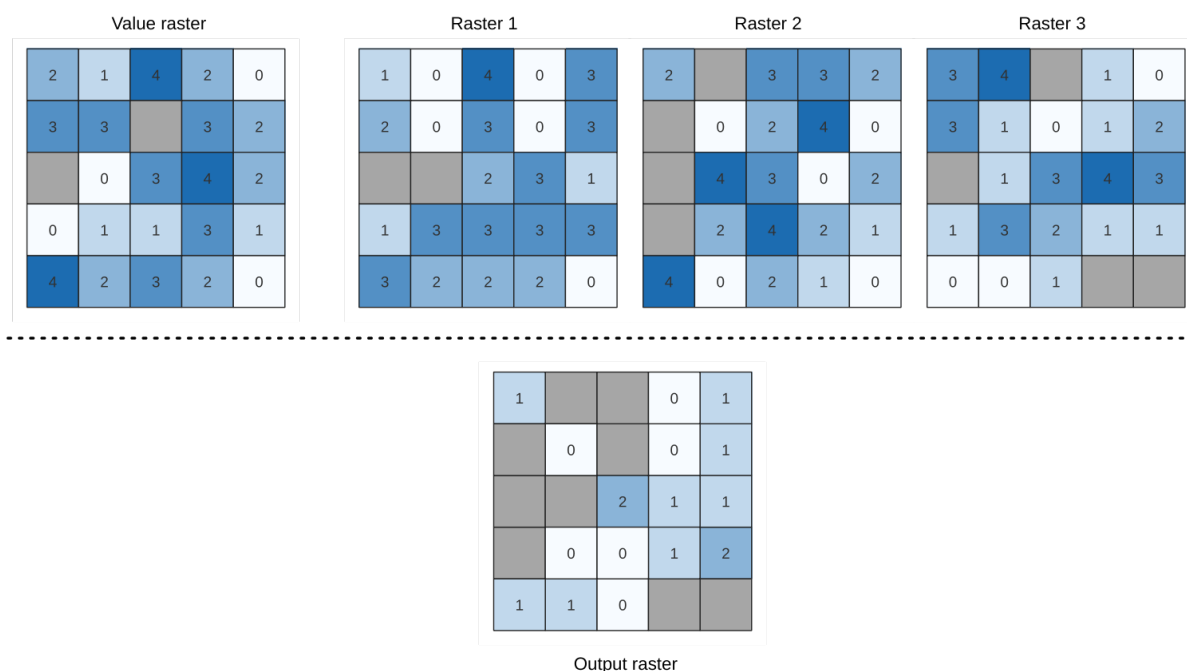 Value raster Raster 1 Raster 2 Raster 3
2 1 4 2 0 1 0 4 0 3 2 3 3 2 3 4 1 0
3 3 3 2 2 0 3 0 3 0 2 4 0 3 1 0 1 2
0 3 4 2 2 3 1 4 3 0 2 1 3 4 3
0 1 1 3 1 1 3 3 3 3 2 4 2 1 1 3 2 1 1
4 2 3 2 0 3 2 2 2 0 4 0 2 1 0 0 0 1
1 0 1
0 0 1
2 1 1
0 0 1 2
1 1 0
Output raster